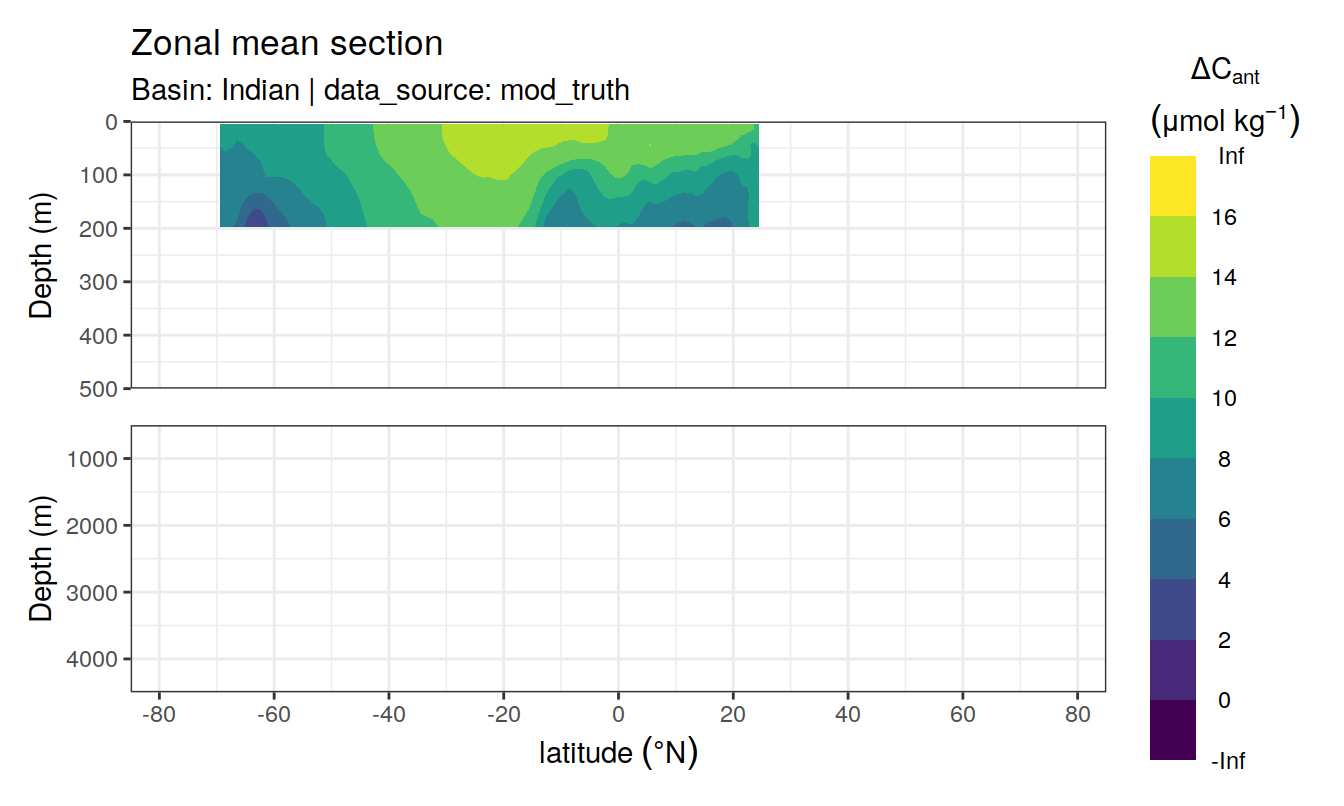 Zonal mean section
Basin: Indian | data_source: mod_truth
ΔCant
(μmol kg−1)
Inf
16
14
12
10
8
6
4
2
0
-Inf
Depth (m)
0
100
200
300
400
500
Depth (m)
1000
2000
3000
4000
-80 -60 -40 -20 0 20 40 60 80
latitude (°N)